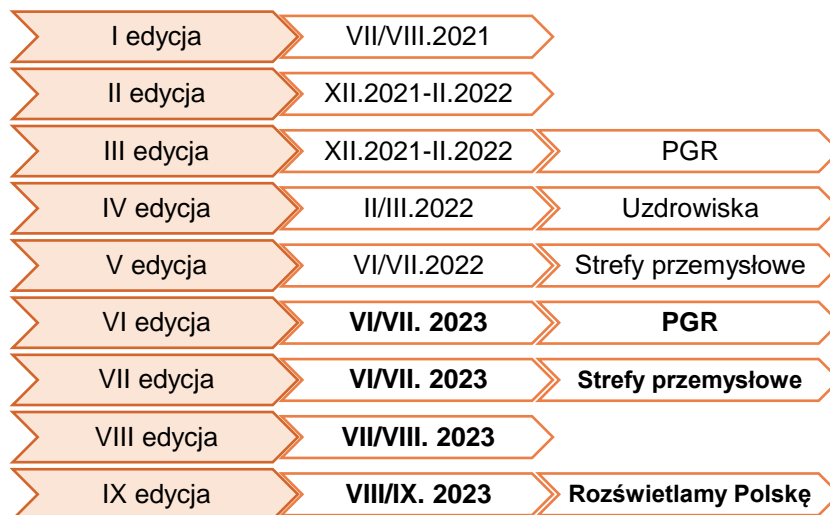 I edycja VII/VIII.2021
II edycja XII.2021-II.2022
III edycja XII.2021-II.2022 PGR
IV edycja II/III.2022 Uzdrowiska
V edycja VI/VII.2022 Strefy przemysłowe
VI edycja VI/VII. 2023 PGR
VII edycja VI/VII. 2023 Strefy przemysłowe
VIII edycja VII/VIII. 2023
IX edycja VIII/IX. 2023 Rozświetlamy Polskę